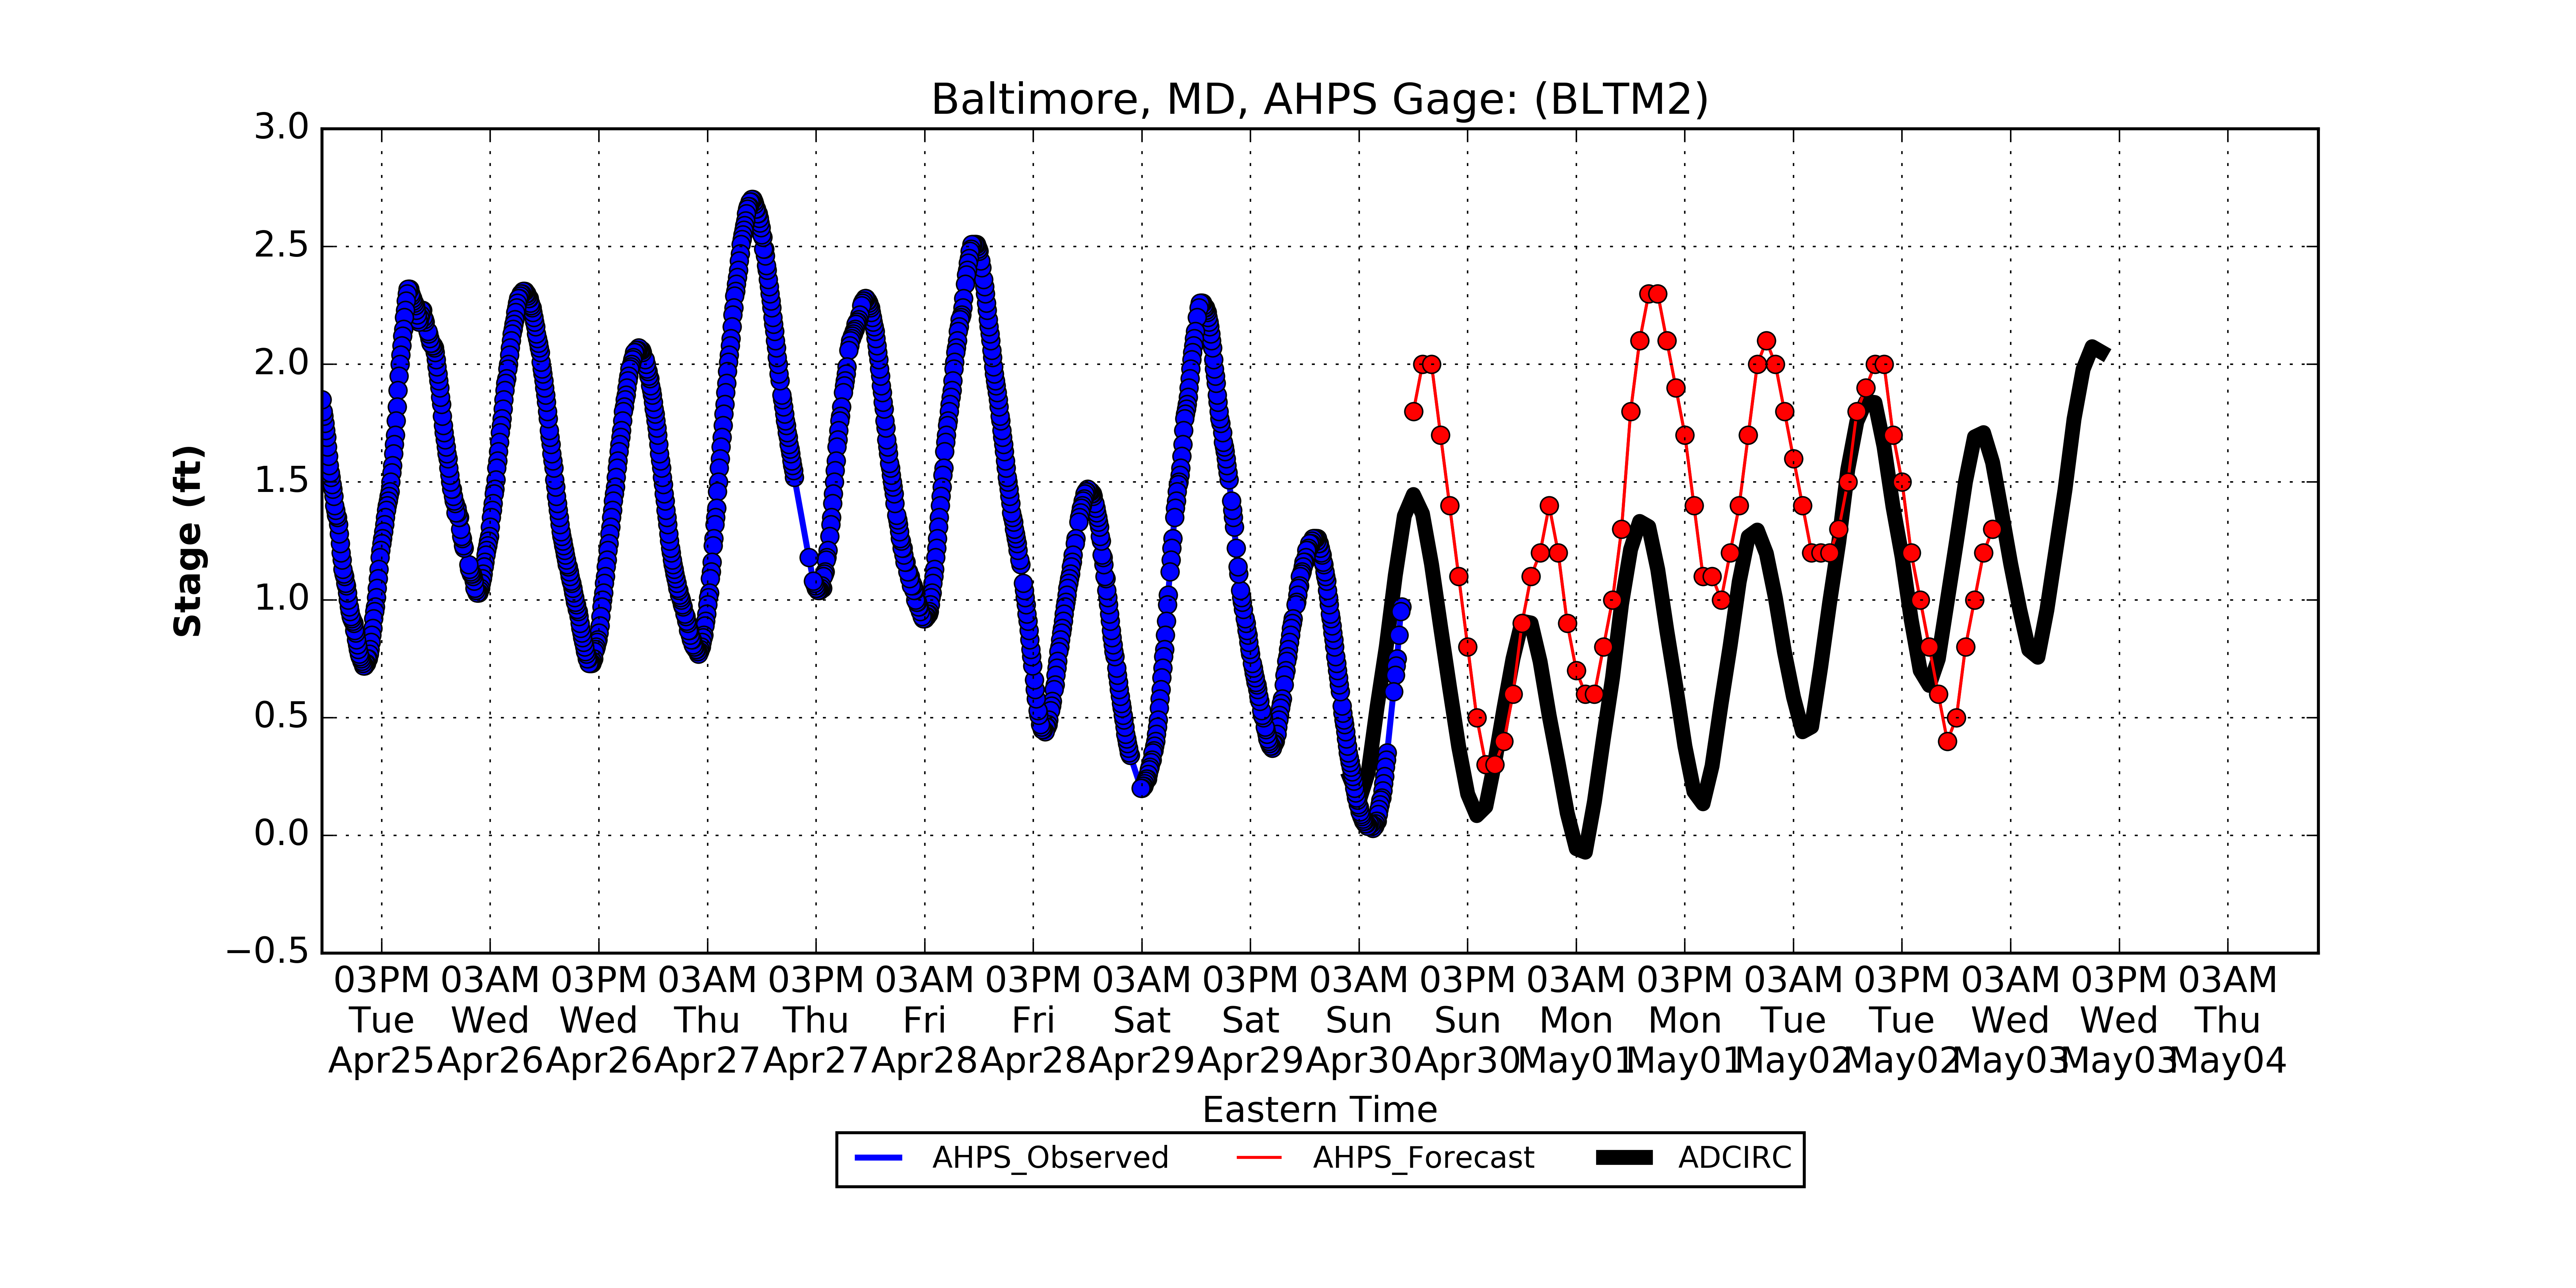 Baltimore, MD, AHPS Gage: (BLTM2)
3.0
2.5
2.0
1.5
1.0
0.5
0.0
−0.5
Stage (ft)
03PM 03AM 03PM 03AM 03PM 03AM 03PM 03AM 03PM 03AM 03PM 03AM 03PM 03AM 03PM 03AM 03PM 03AM
Tue Wed Wed Thu Thu Fri Fri Sat Sat Sun Sun Mon Mon Tue Tue Wed Wed Thu
Apr25 Apr26 Apr26 Apr27 Apr27 Apr28 Apr28 Apr29 Apr29 Apr30 Apr30 May01 May01 May02 May02 May03 May03 May04
Eastern Time
AHPS_Observed AHPS_Forecast ADCIRC